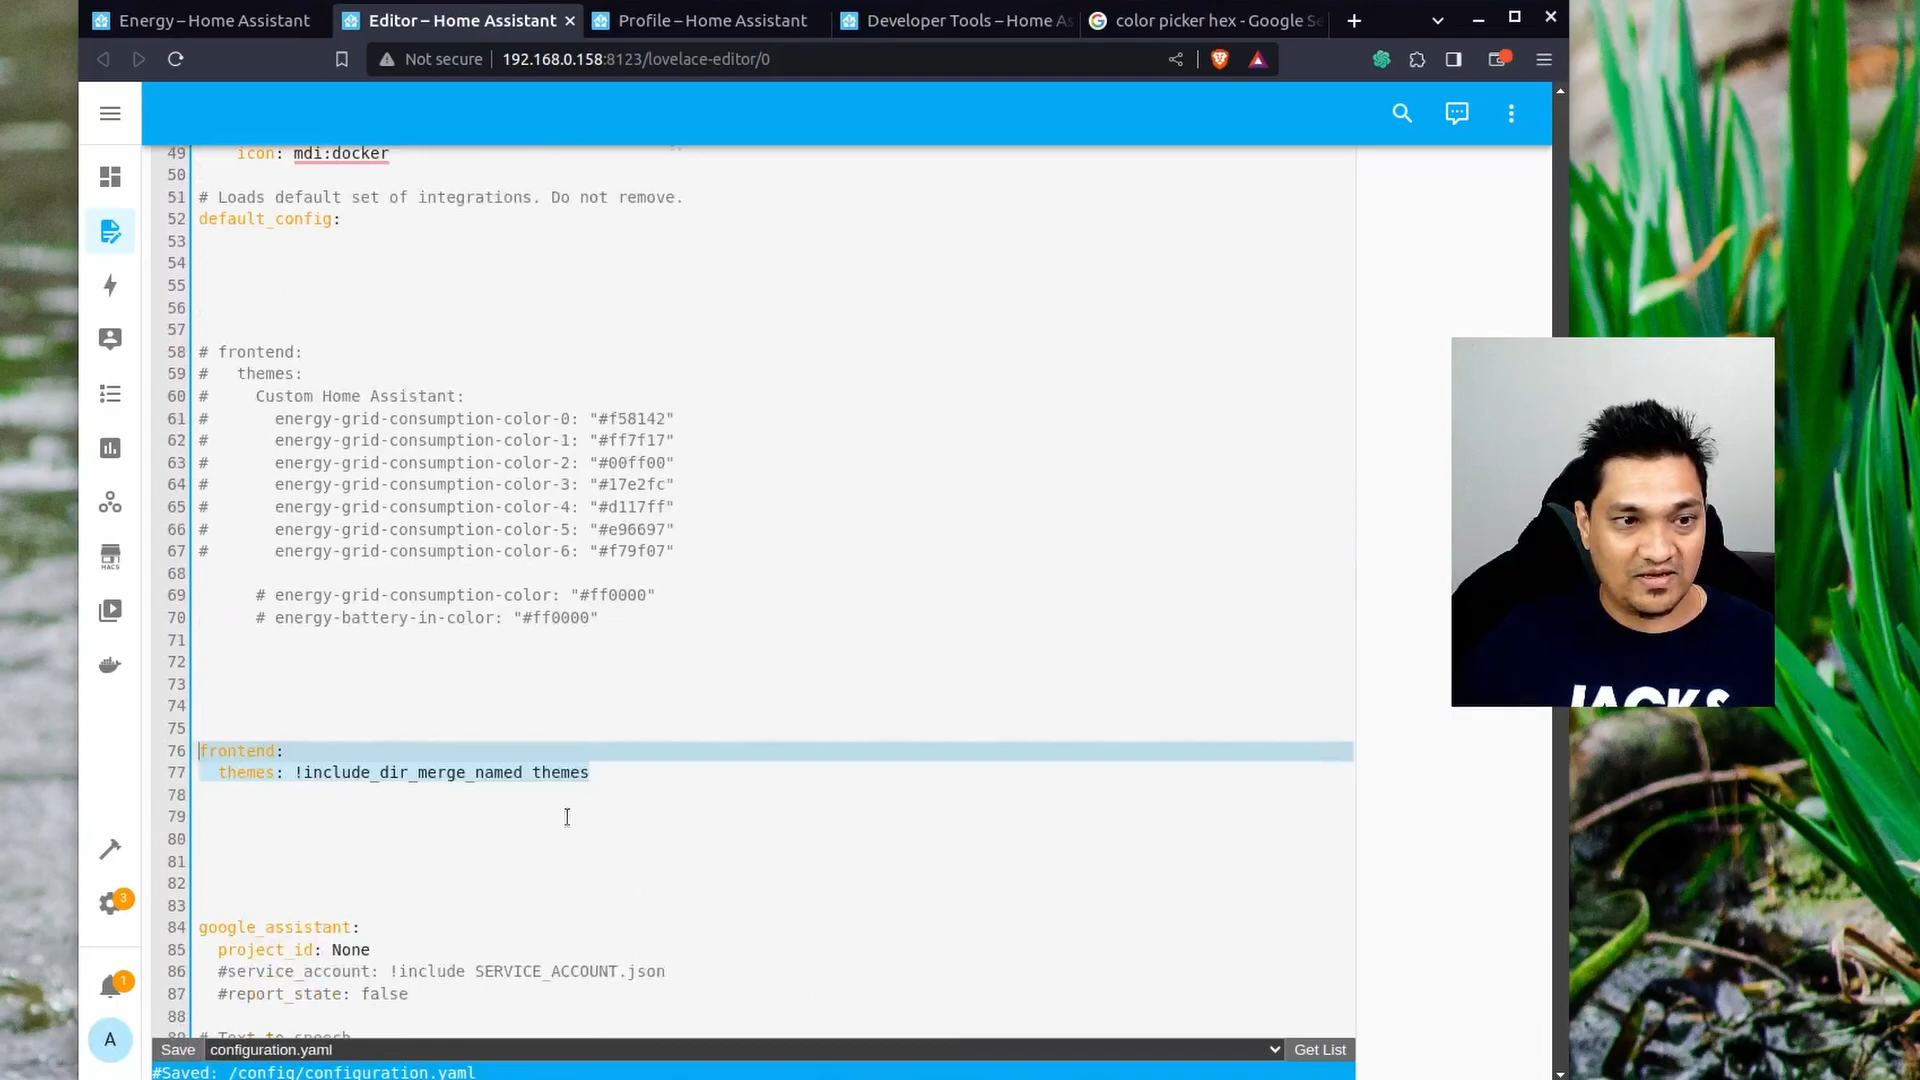 Energy – Home Assistant
Editor – Home Assistant
Profile – Home Assistant
Developer Tools – Home As
color picker hex - Google Se
Not secure
192.168.0.158:8123/lovelace-editor/0
49 icon: mdi:docker
50
51 # Loads default set of integrations. Do not remove.
52 default_config:
53
54
55
56
57
58 # frontend:
59 #   themes:
60 #     Custom Home Assistant:
61 #       energy-grid-consumption-color-0: "#f58142"
62 #       energy-grid-consumption-color-1: "#ff7f17"
63 #       energy-grid-consumption-color-2: "#00ff00"
64 #       energy-grid-consumption-color-3: "#17e2fc"
65 #       energy-grid-consumption-color-4: "#d117ff"
66 #       energy-grid-consumption-color-5: "#e96697"
67 #       energy-grid-consumption-color-6: "#f79f07"
68
69       # energy-grid-consumption-color: "#ff0000"
70       # energy-battery-in-color: "#ff0000"
71
72
73
74
75
76 frontend:
77   themes: !include_dir_merge_named themes
78
79
80
81
82
83
84 google_assistant:
85   project_id: None
86   #service_account: !include SERVICE_ACCOUNT.json
87   #report_state: false
88
89 # Text to speech
HACS
3
1
A
Save
configuration.yaml
Get List
#Saved: /config/configuration.yaml
JACKS